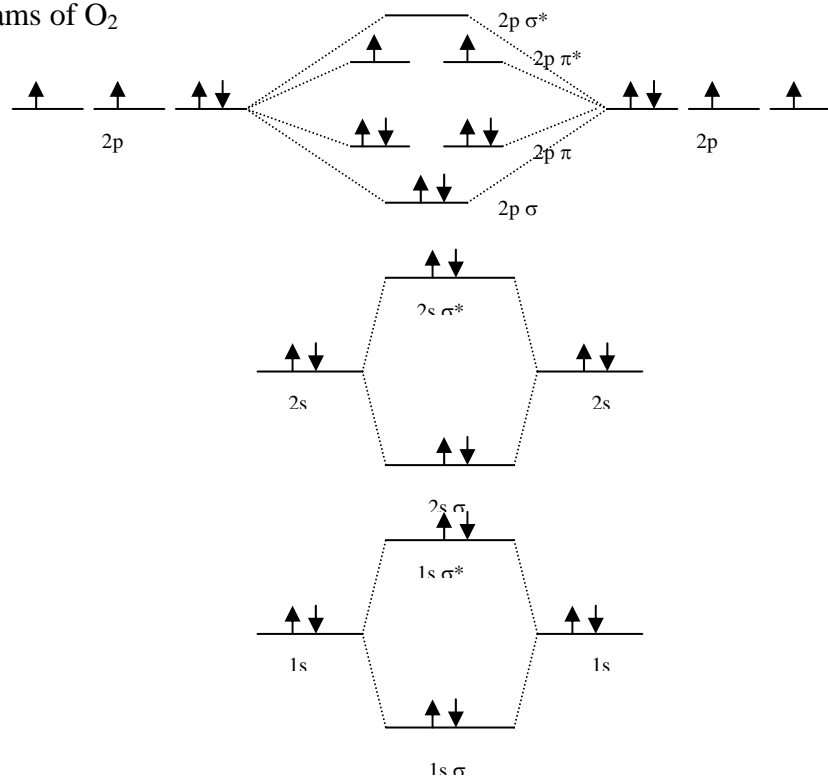 ams of O₂
2p σ*
2p π*
2p 2p
2p π
2p σ
2s σ*
2s 2s
2s σ
1s σ*
1s 1s
1s σ